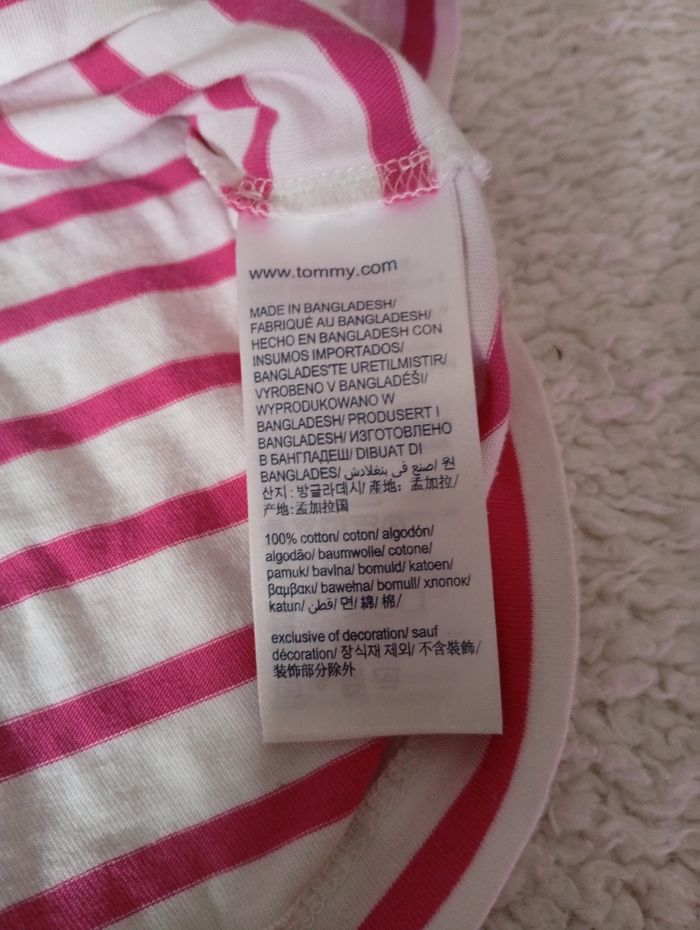 www.tommy.com
MADE IN BANGLADESH/
FABRIQUÉ AU BANGLADESH/
HECHO EN BANGLADESH CON
INSUMOS IMPORTADOS/
BANGLADES'TE URETILMISTIR/
VYROBENO V BANGLADÉŠI/
WYPRODUKOWANO W
BANGLADESH/ PRODUSERT I
BANGLADESH/ ИЗГОТОВЛЕНО
В БАНГЛАДЕШ/ DIBUAT DI
BANGLADES/ صنع في بنغلادش/ 원
산지: 방글라데시/ 產地: 孟加拉/
产地:孟加拉国
100% cotton/ coton/ algodón/
algodão/ baumwolle/ cotone/
pamuk/ bavlna/ bomuld/ katoen/
βαμβακι/ bawełna/ bomull/ хлопок/
katun/ قطن/ 면/ 綿/ 棉/
exclusive of decoration/ sauf
décoration/ 장식재 제외/ 不含裝飾/
装饰部分除外